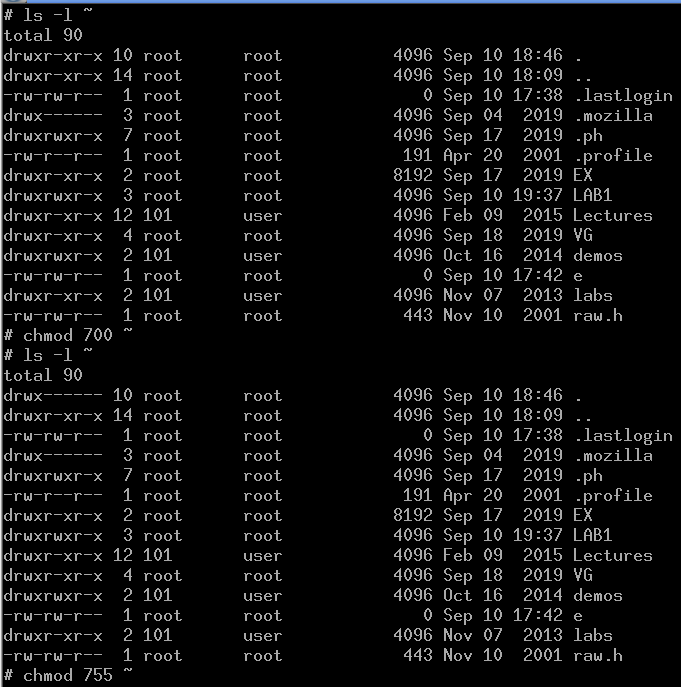 # ls -l ~
total 90
drwxr-xr-x 10 root      root           4096 Sep 10 18:46 .
drwxr-xr-x 14 root      root           4096 Sep 10 18:09 ..
-rw-rw-r--  1 root      root              0 Sep 10 17:38 .lastlogin
drwx------  3 root      root           4096 Sep 04  2019 .mozilla
drwxrwxr-x  7 root      root           4096 Sep 17  2019 .ph
-rw-r--r--  1 root      root            191 Apr 20  2001 .profile
drwxr-xr-x  2 root      root           8192 Sep 17  2019 EX
drwxrwxr-x  3 root      root           4096 Sep 10 19:37 LAB1
drwxr-xr-x 12 101       user           4096 Feb 09  2015 Lectures
drwxr-xr-x  4 root      root           4096 Sep 18  2019 VG
drwxrwxr-x  2 101       user           4096 Oct 16  2014 demos
-rw-rw-r--  1 root      root              0 Sep 10 17:42 e
drwxr-xr-x  2 101       user           4096 Nov 07  2013 labs
-rw-rw-r--  1 root      root            443 Nov 10  2001 raw.h
# chmod 700 ~
# ls -l ~
total 90
drwx------ 10 root      root           4096 Sep 10 18:46 .
drwxr-xr-x 14 root      root           4096 Sep 10 18:09 ..
-rw-rw-r--  1 root      root              0 Sep 10 17:38 .lastlogin
drwx------  3 root      root           4096 Sep 04  2019 .mozilla
drwxrwxr-x  7 root      root           4096 Sep 17  2019 .ph
-rw-r--r--  1 root      root            191 Apr 20  2001 .profile
drwxr-xr-x  2 root      root           8192 Sep 17  2019 EX
drwxrwxr-x  3 root      root           4096 Sep 10 19:37 LAB1
drwxr-xr-x 12 101       user           4096 Feb 09  2015 Lectures
drwxr-xr-x  4 root      root           4096 Sep 18  2019 VG
drwxrwxr-x  2 101       user           4096 Oct 16  2014 demos
-rw-rw-r--  1 root      root              0 Sep 10 17:42 e
drwxr-xr-x  2 101       user           4096 Nov 07  2013 labs
-rw-rw-r--  1 root      root            443 Nov 10  2001 raw.h
# chmod 755 ~